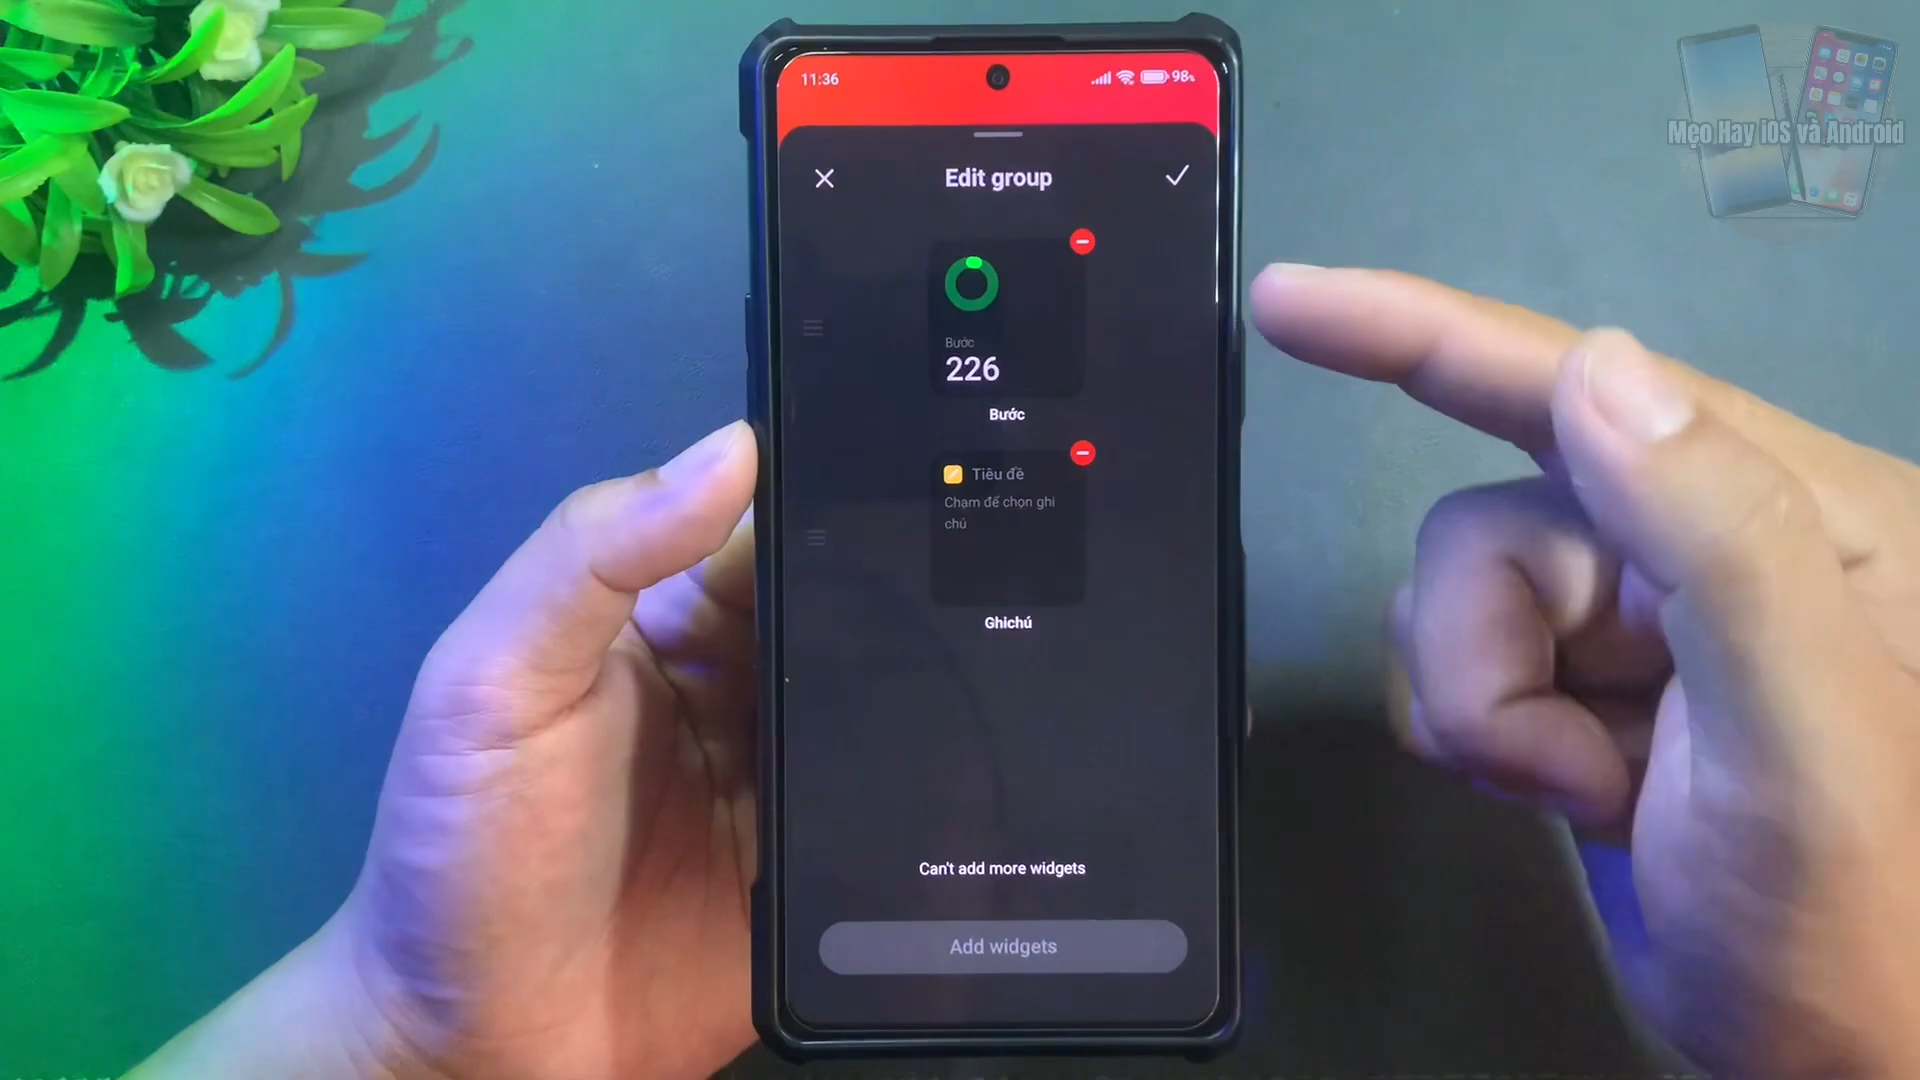 11:36
98%
Mẹo Hay iOS và Android
Edit group
Bước
226
Bước
Tiêu đề
Chạm để chọn ghi
chú
Ghichú
Can't add more widgets
Add widgets